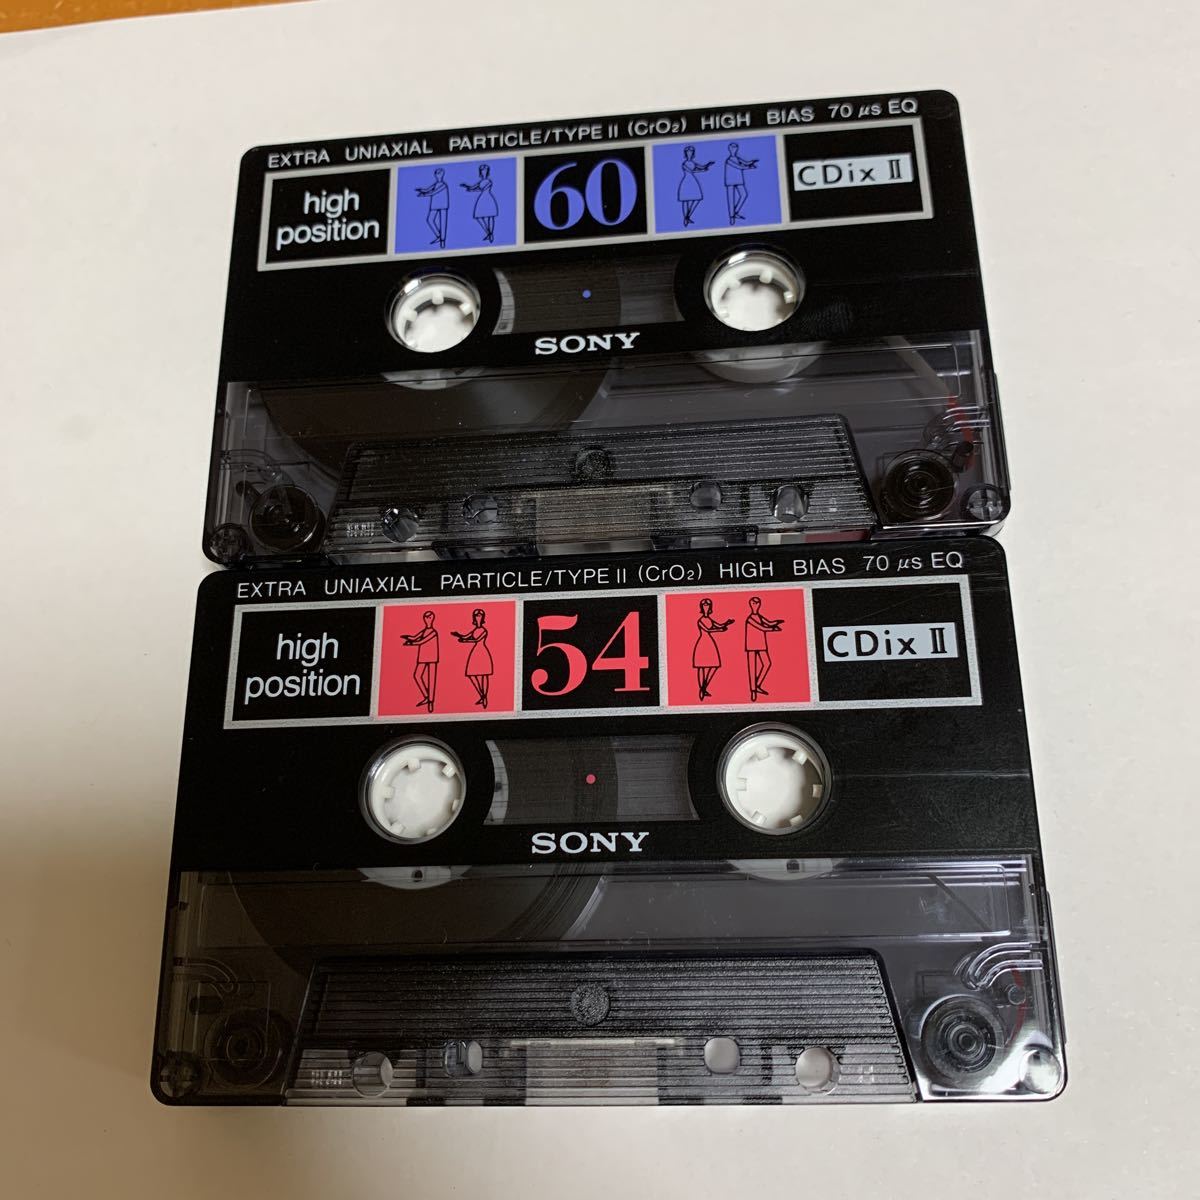 EXTRA UNIAXIAL PARTICLE/TYPE II (CrO₂) HIGH BIAS 70 μs EQ
high
position
60
CDix II
SONY
EXTRA UNIAXIAL PARTICLE/TYPE II (CrO₂) HIGH BIAS 70 μs EQ
high
position
54
CDix II
SONY